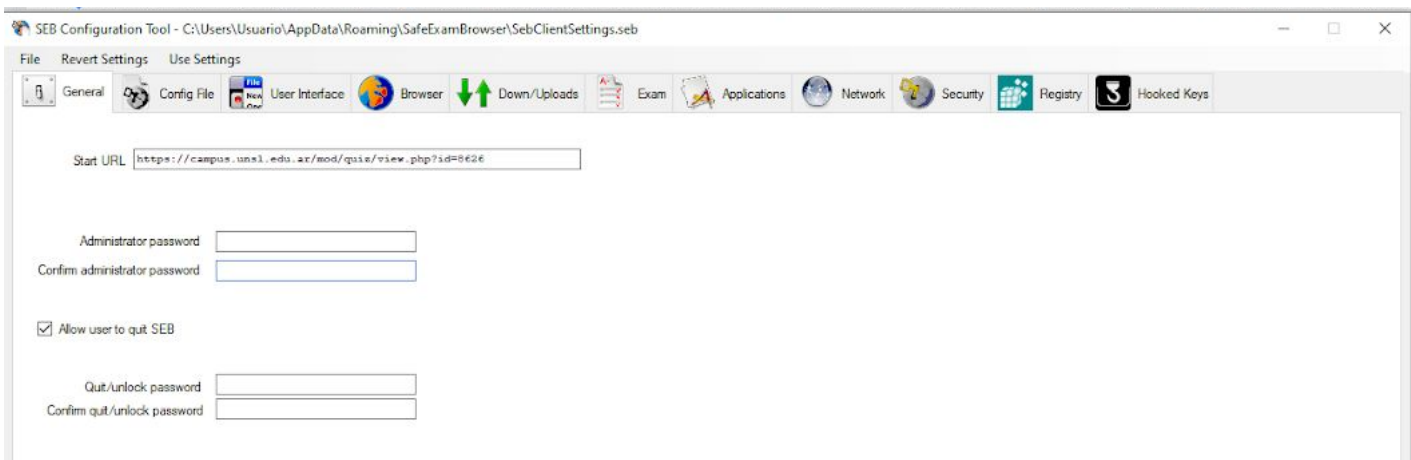 SEB Configuration Tool - C:\Users\Usuario\AppData\Roaming\SafeExamBrowser\SebClientSettings.seb
File Revert Settings Use Settings
General Config File User Interface Browser Down/Uploads Exam Applications Network Security Registry Hooked Keys
Start URL https://campus.unsl.edu.ar/mod/quiz/view.php?id=8626
Administrator password
Confirm administrator password
Allow user to quit SEB
Quit/unlock password
Confirm quit/unlock password